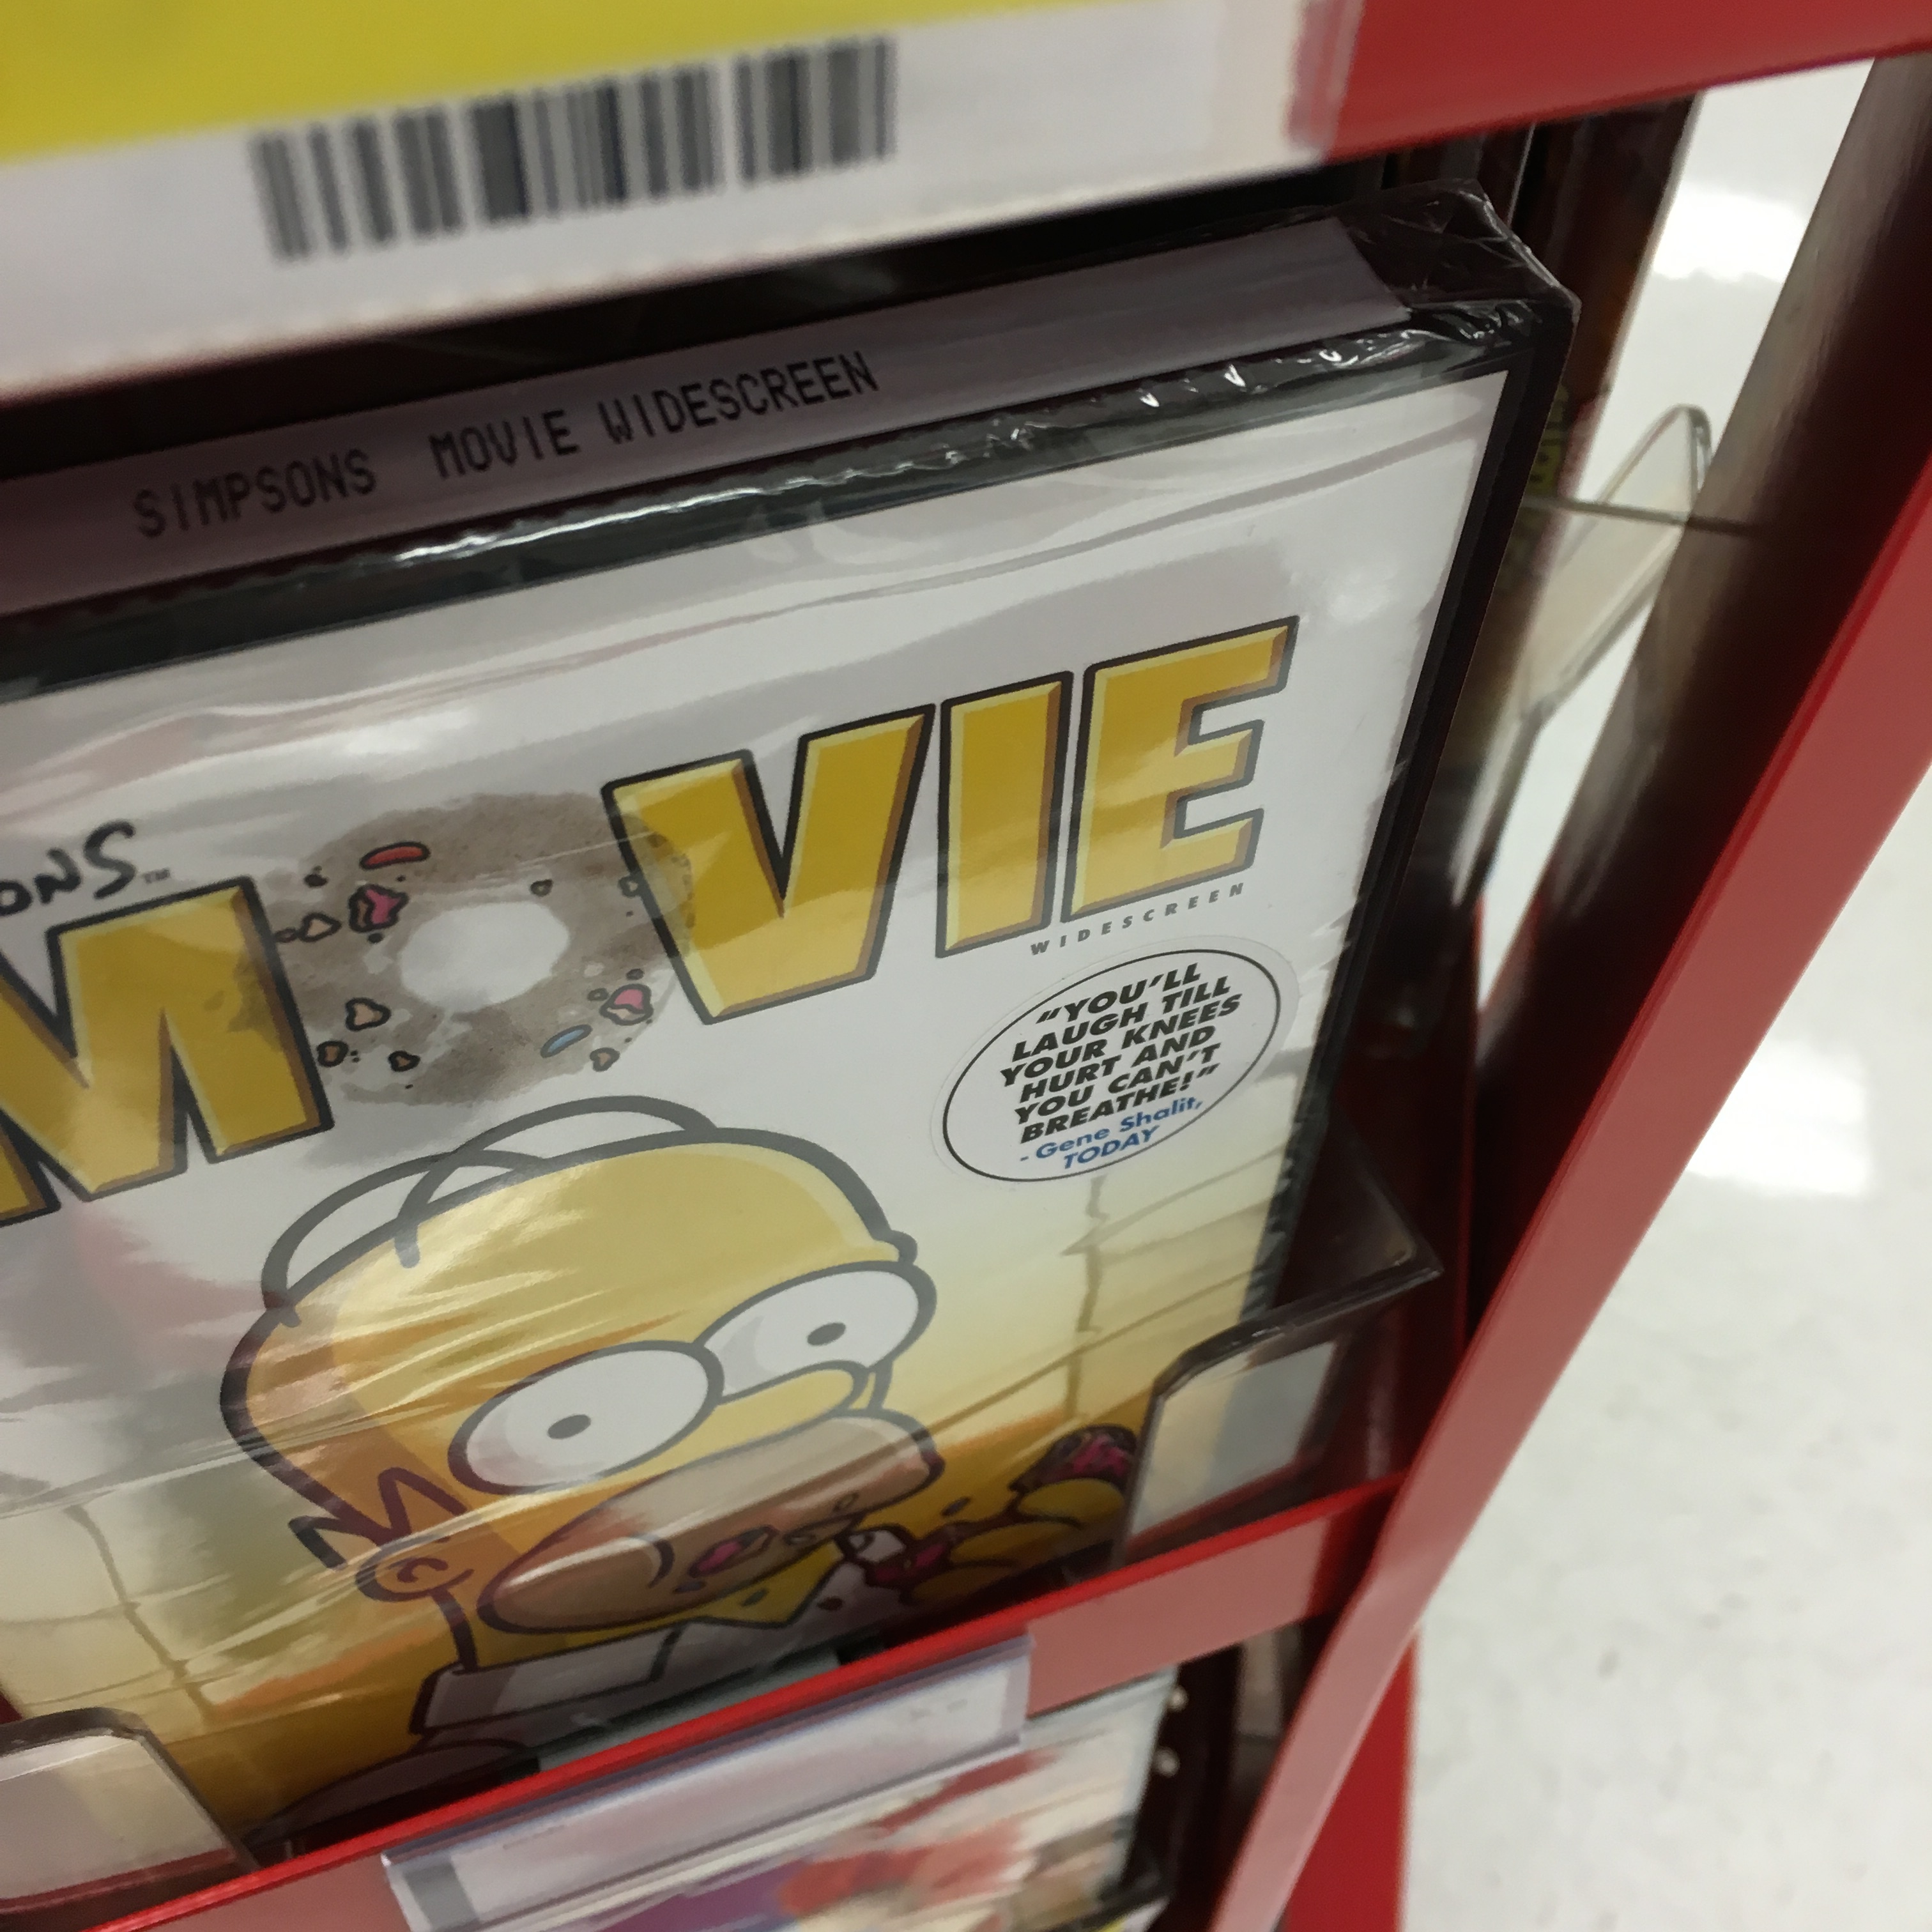 SIMPSONS MOVIE WIDESCREEN
ONS™
M VIE
WIDESCREEN
"YOU'LL
LAUGH TILL
YOUR KNEES
HURT AND
YOU CAN'T
BREATHE!"
- Gene Shalit,
TODAY